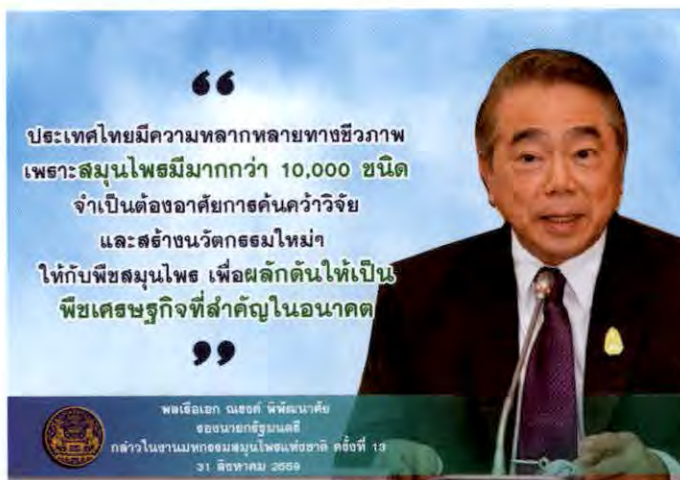 “
ประเทศไทยมีความหลากหลายทางชีวภาพ
เพราะสมุนไพรมีมากกว่า 10,000 ชนิด
จำเป็นต้องอาศัยการค้นคว้าวิจัย
และสร้างนวัตกรรมใหม่ๆ
ให้กับพืชสมุนไพร เพื่อผลักดันให้เป็น
พืชเศรษฐกิจที่สำคัญในอนาคต
”
พลเรือเอก ณรงค์ พิพัฒนาศัย
รองนายกรัฐมนตรี
กล่าวในงานมหกรรมสมุนไพรแห่งชาติ ครั้งที่ 13
31 สิงหาคม 2559